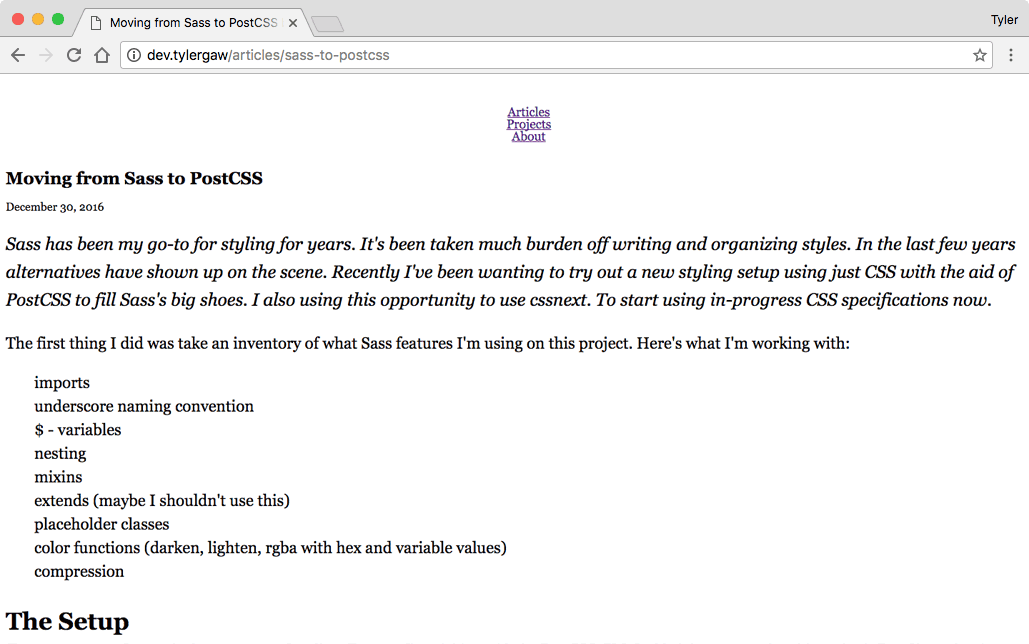 Moving from Sass to PostCSS
Tyler
dev.tylergaw/articles/sass-to-postcss
Articles
Projects
About
Moving from Sass to PostCSS
December 30, 2016
Sass has been my go-to for styling for years. It's been taken much burden off writing and organizing styles. In the last few years
alternatives have shown up on the scene. Recently I've been wanting to try out a new styling setup using just CSS with the aid of
PostCSS to fill Sass's big shoes. I also using this opportunity to use cssnext. To start using in-progress CSS specifications now.
The first thing I did was take an inventory of what Sass features I'm using on this project. Here's what I'm working with:
imports
underscore naming convention
$ - variables
nesting
mixins
extends (maybe I shouldn't use this)
placeholder classes
color functions (darken, lighten, rgba with hex and variable values)
compression
The Setup